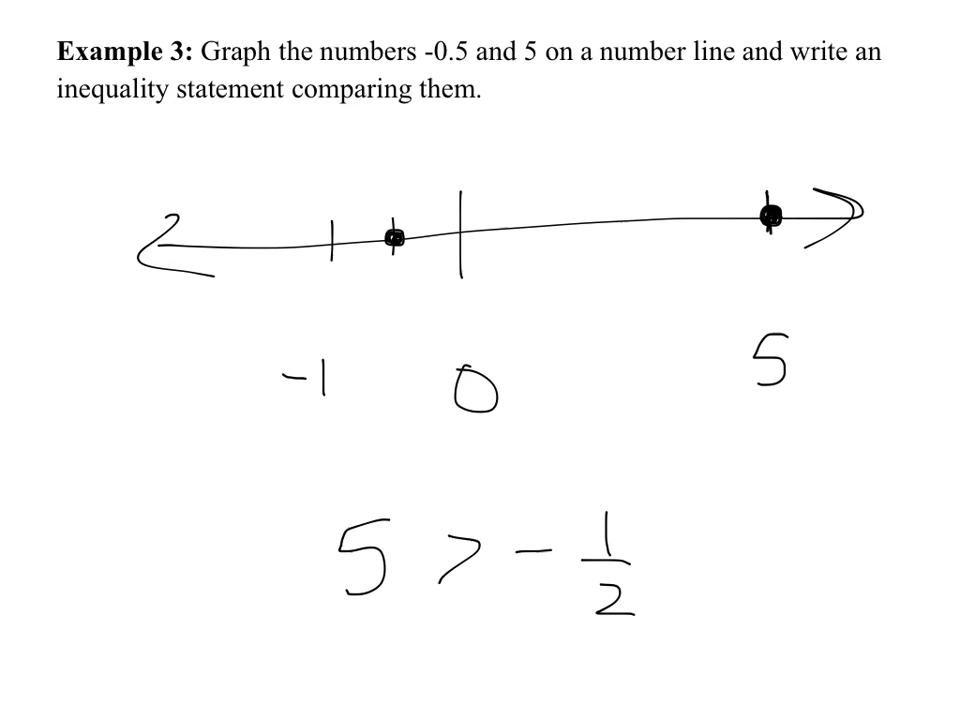 Example 3: Graph the numbers -0.5 and 5 on a number line and write an
inequality statement comparing them.
-1 0 5
5 > - 1/2